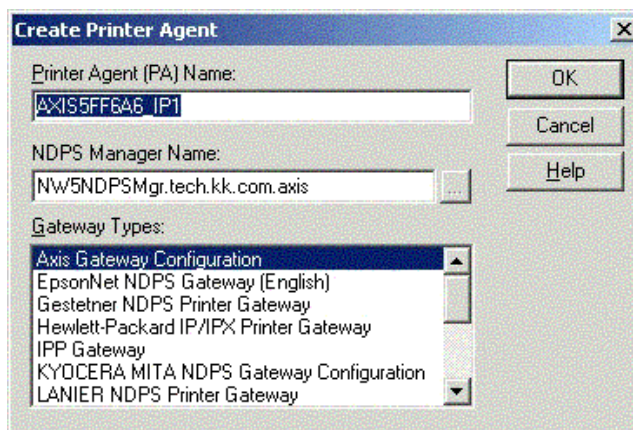 Create Printer Agent
Printer Agent (PA) Name:
AXIS5FF6A6_IP1
OK
Cancel
NDPS Manager Name:
NW5NDPSMgr.tech.kk.com.axis
...
Help
Gateway Types:
Axis Gateway Configuration
EpsonNet NDPS Gateway (English)
Gestetner NDPS Printer Gateway
Hewlett-Packard IP/IPX Printer Gateway
IPP Gateway
KYOCERA MITA NDPS Gateway Configuration
LANIER NDPS Printer Gateway